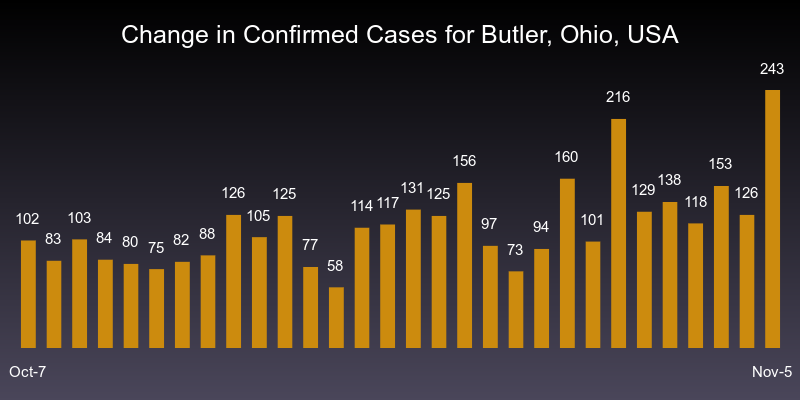 Change in Confirmed Cases for Butler, Ohio, USA
102 83 103 84 80 75 82 88 126 105 125 77 58 114 117 131 125 156 97 73 94 160 101 216 129 138 118 153 126 243
Oct-7 Nov-5